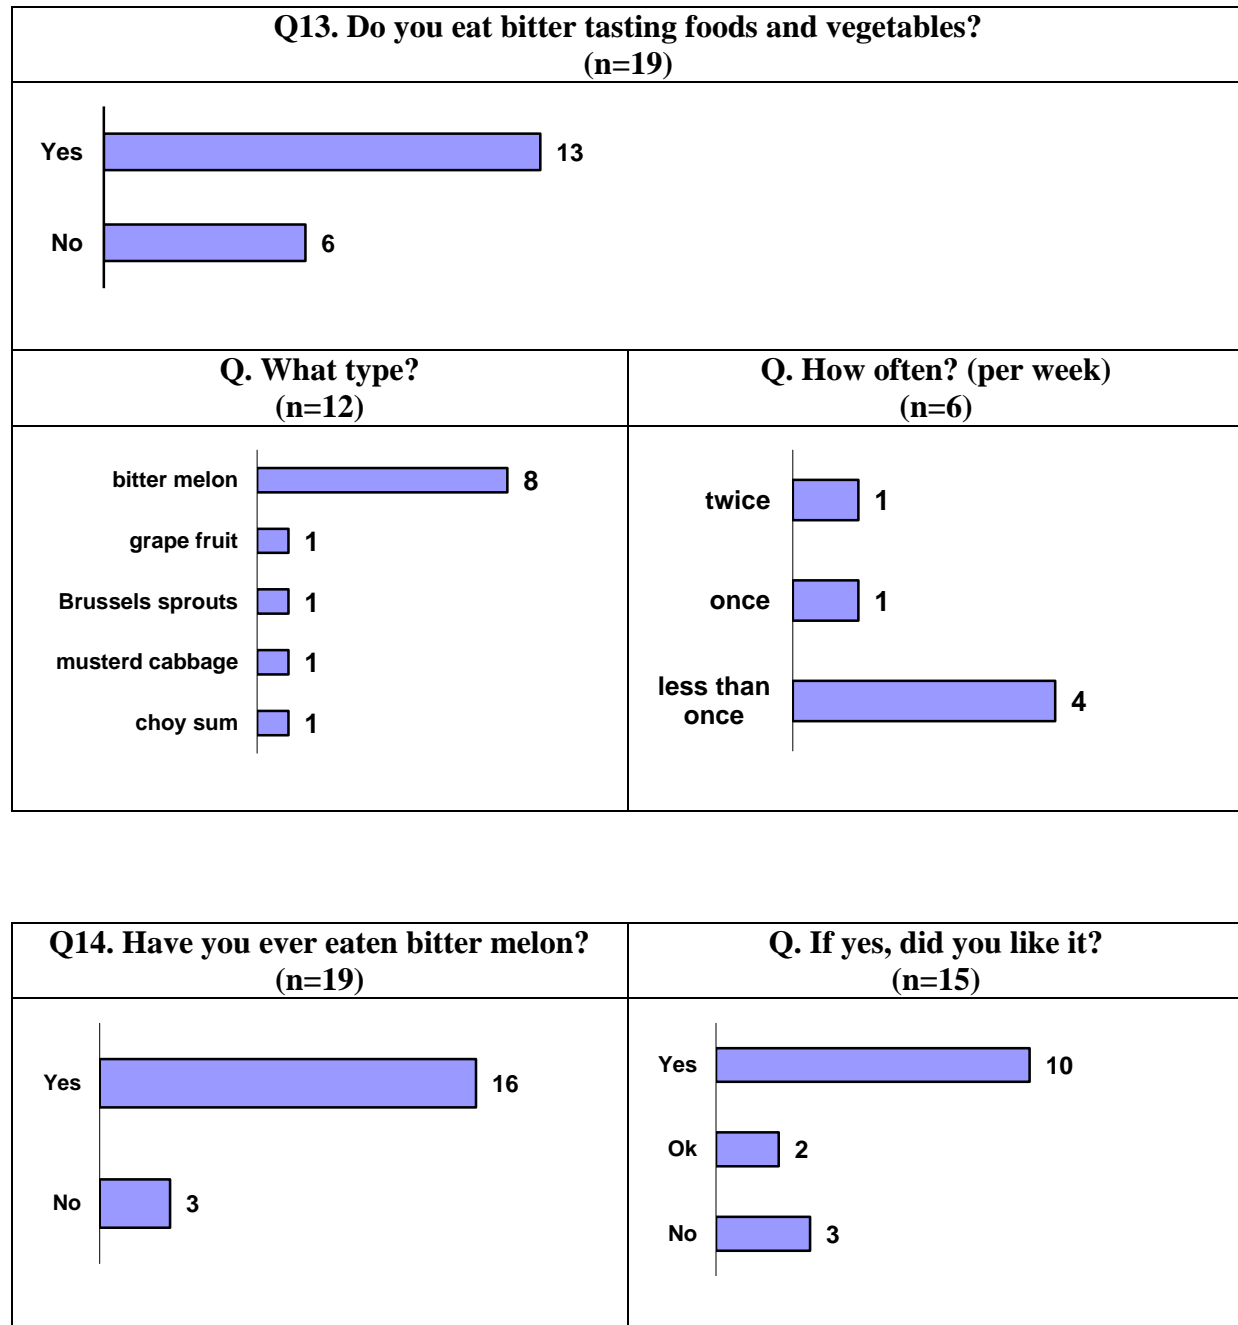 Q13. Do you eat bitter tasting foods and vegetables?
(n=19)
Yes 13
No 6
Q. What type?
(n=12)
bitter melon 8
grape fruit 1
Brussels sprouts 1
musterd cabbage 1
choy sum 1
Q. How often? (per week)
(n=6)
twice 1
once 1
less than
once 4
Q14. Have you ever eaten bitter melon?
(n=19)
Yes 16
No 3
Q. If yes, did you like it?
(n=15)
Yes 10
Ok 2
No 3